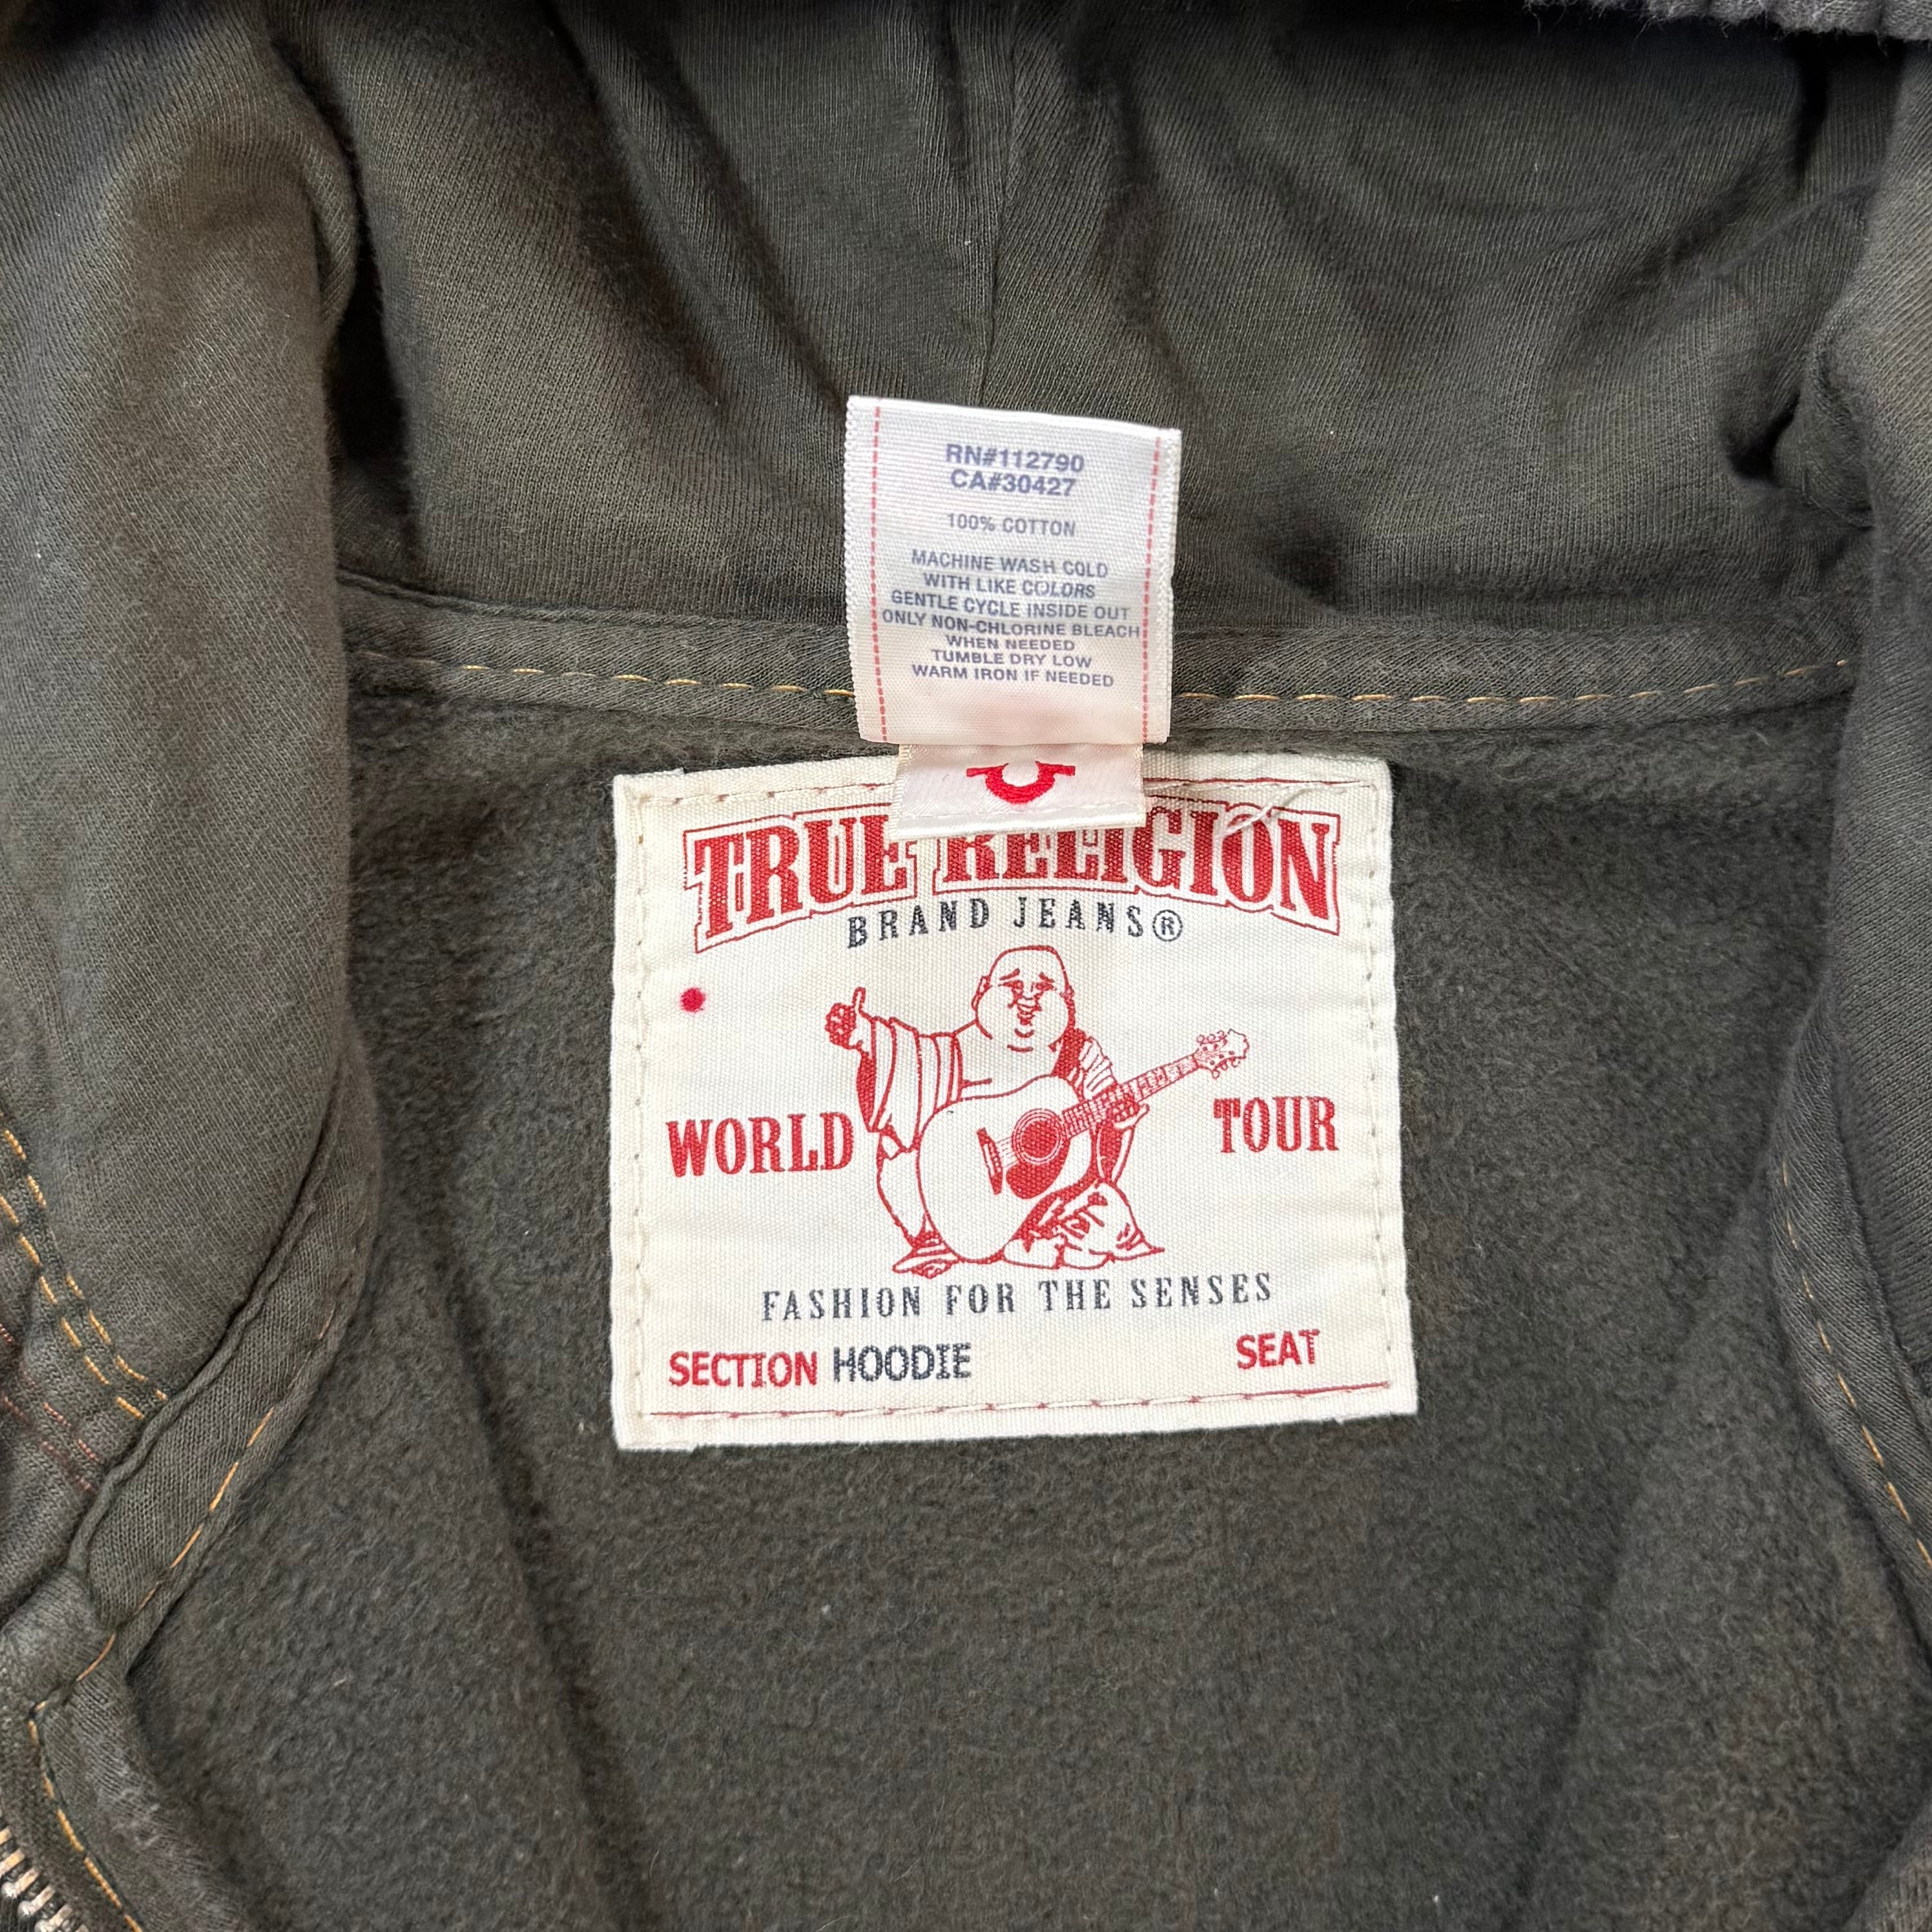 RN#112790
CA#30427
100% COTTON
MACHINE WASH COLD
WITH LIKE COLORS
GENTLE CYCLE INSIDE OUT
ONLY NON-CHLORINE BLEACH
WHEN NEEDED
TUMBLE DRY LOW
WARM IRON IF NEEDED
TRUE RELIGION
BRAND JEANS®
WORLD TOUR
FASHION FOR THE SENSES
SECTION HOODIE SEAT